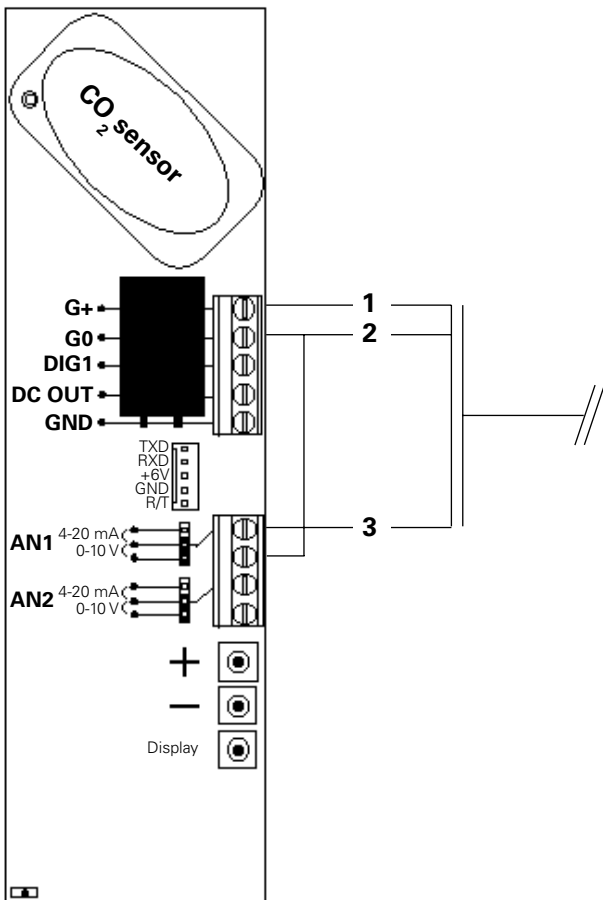 CO2 sensor
G+
G0
DIG1
DC OUT
GND
1
2
TXD
RXD
+6V
GND
R/T
AN1
4-20 mA
0-10 V
3
AN2
4-20 mA
0-10 V
+
−
Display